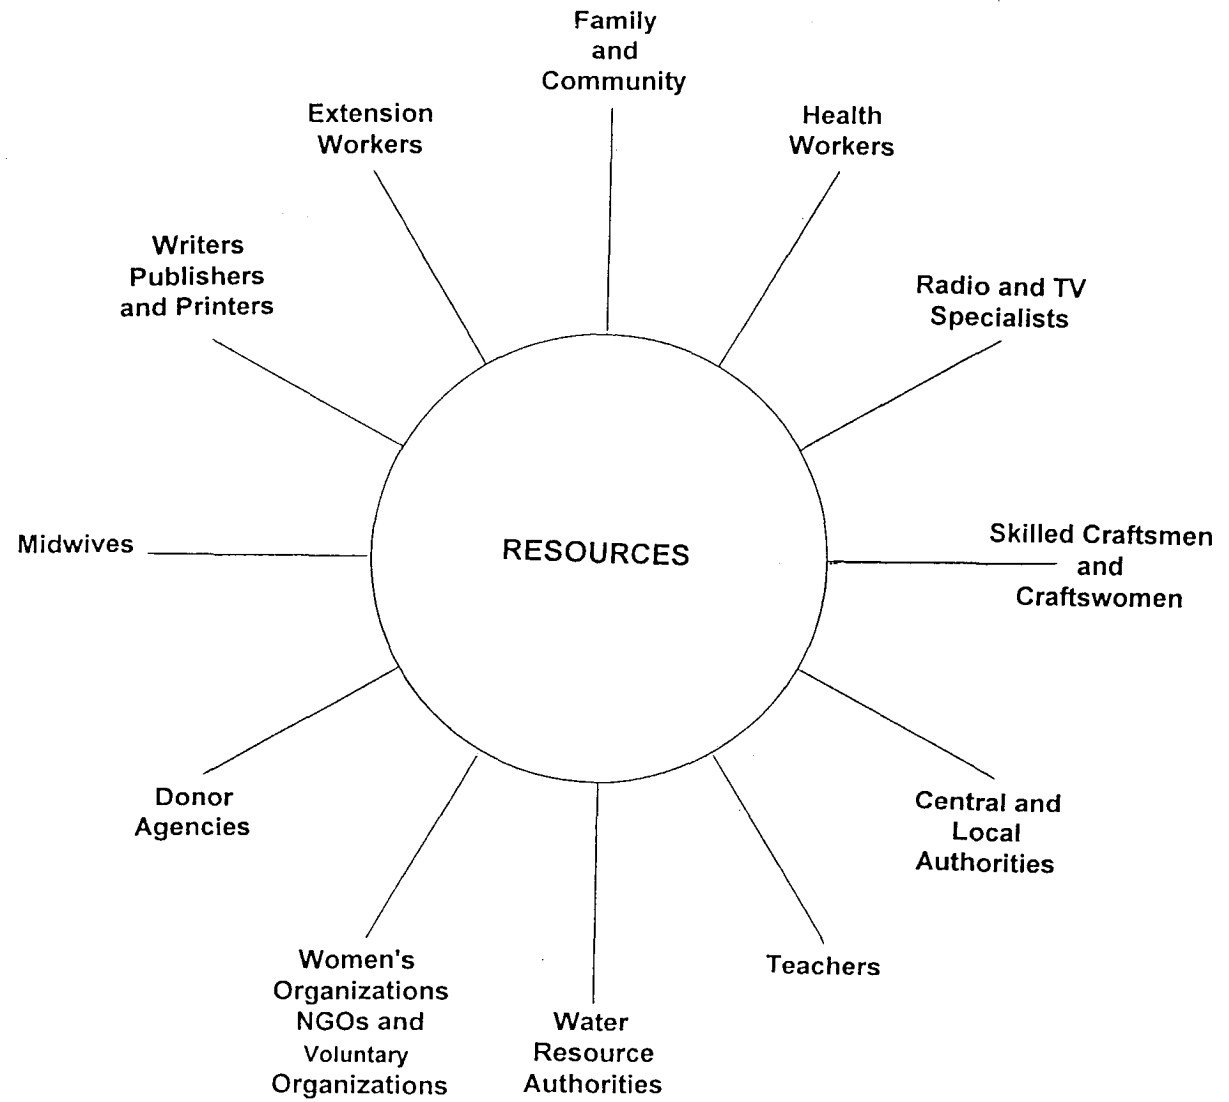 Family
and
Community
Health
Workers
Radio and TV
Specialists
Skilled Craftsmen
and
Craftswomen
Central and
Local
Authorities
Teachers
Water
Resource
Authorities
Women's
Organizations
NGOs and
Voluntary
Organizations
Donor
Agencies
Midwives
Writers
Publishers
and Printers
Extension
Workers
RESOURCES